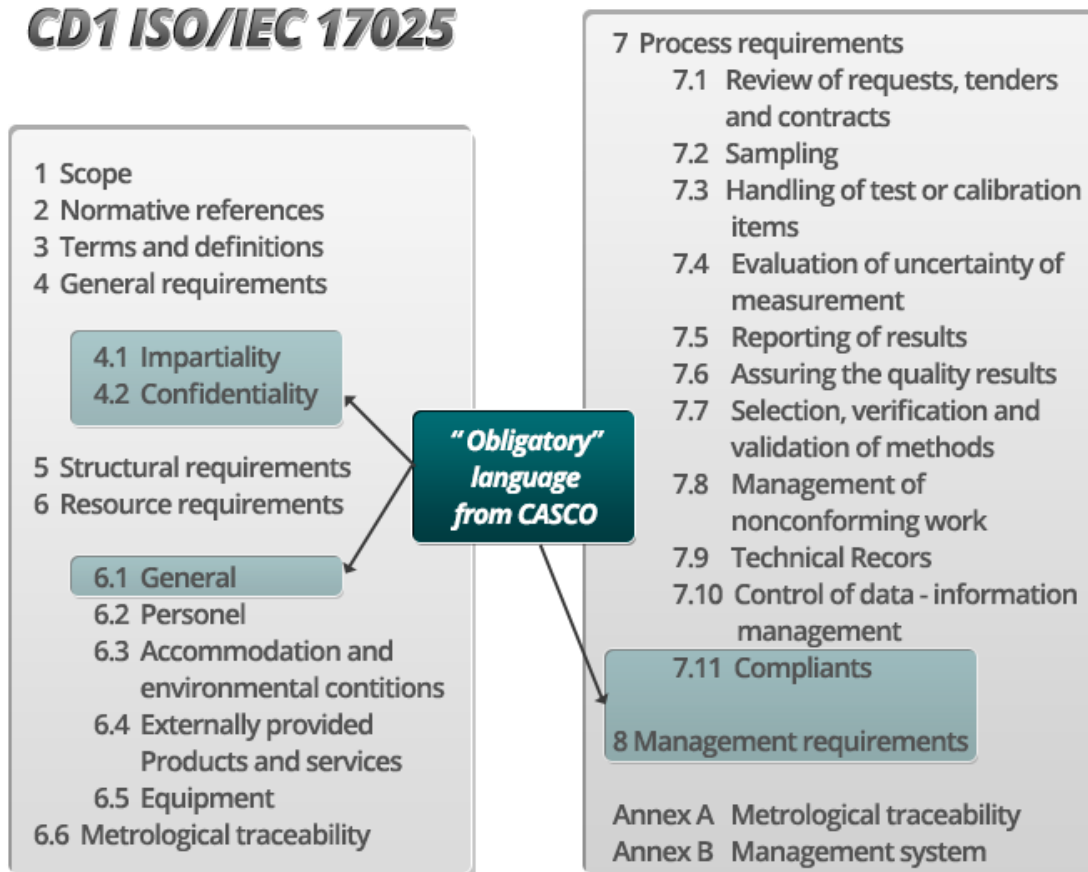 CD1 ISO/IEC 17025
1 Scope
2 Normative references
3 Terms and definitions
4 General requirements
4.1 Impartiality
4.2 Confidentiality
5 Structural requirements
6 Resource requirements
6.1 General
6.2 Personel
6.3 Accommodation and
environmental contitions
6.4 Externally provided
Products and services
6.5 Equipment
6.6 Metrological traceability
“ Obligatory”
language
from CASCO
7 Process requirements
7.1 Review of requests, tenders
and contracts
7.2 Sampling
7.3 Handling of test or calibration
items
7.4 Evaluation of uncertainty of
measurement
7.5 Reporting of results
7.6 Assuring the quality results
7.7 Selection, verification and
validation of methods
7.8 Management of
nonconforming work
7.9 Technical Recors
7.10 Control of data - information
management
7.11 Compliants
8 Management requirements
Annex A Metrological traceability
Annex B Management system